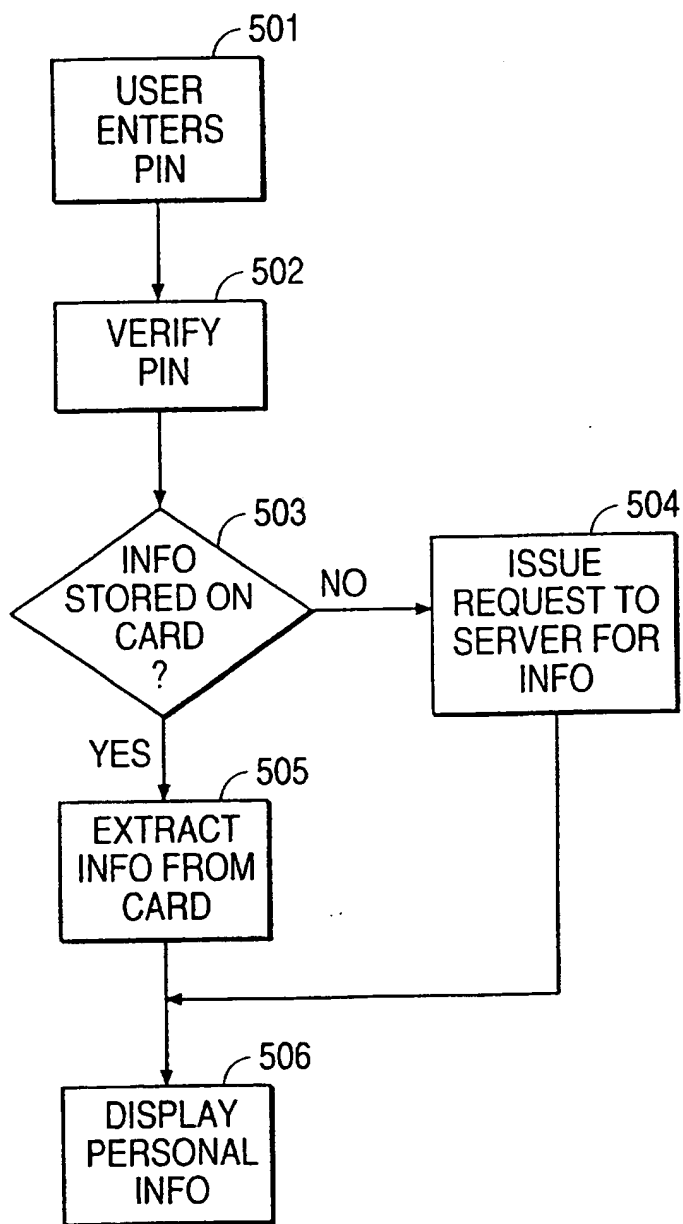 501
USER
ENTERS
PIN
502
VERIFY
PIN
503
INFO
STORED ON
CARD
?
NO
504
ISSUE
REQUEST TO
SERVER FOR
INFO
YES
505
EXTRACT
INFO FROM
CARD
506
DISPLAY
PERSONAL
INFO